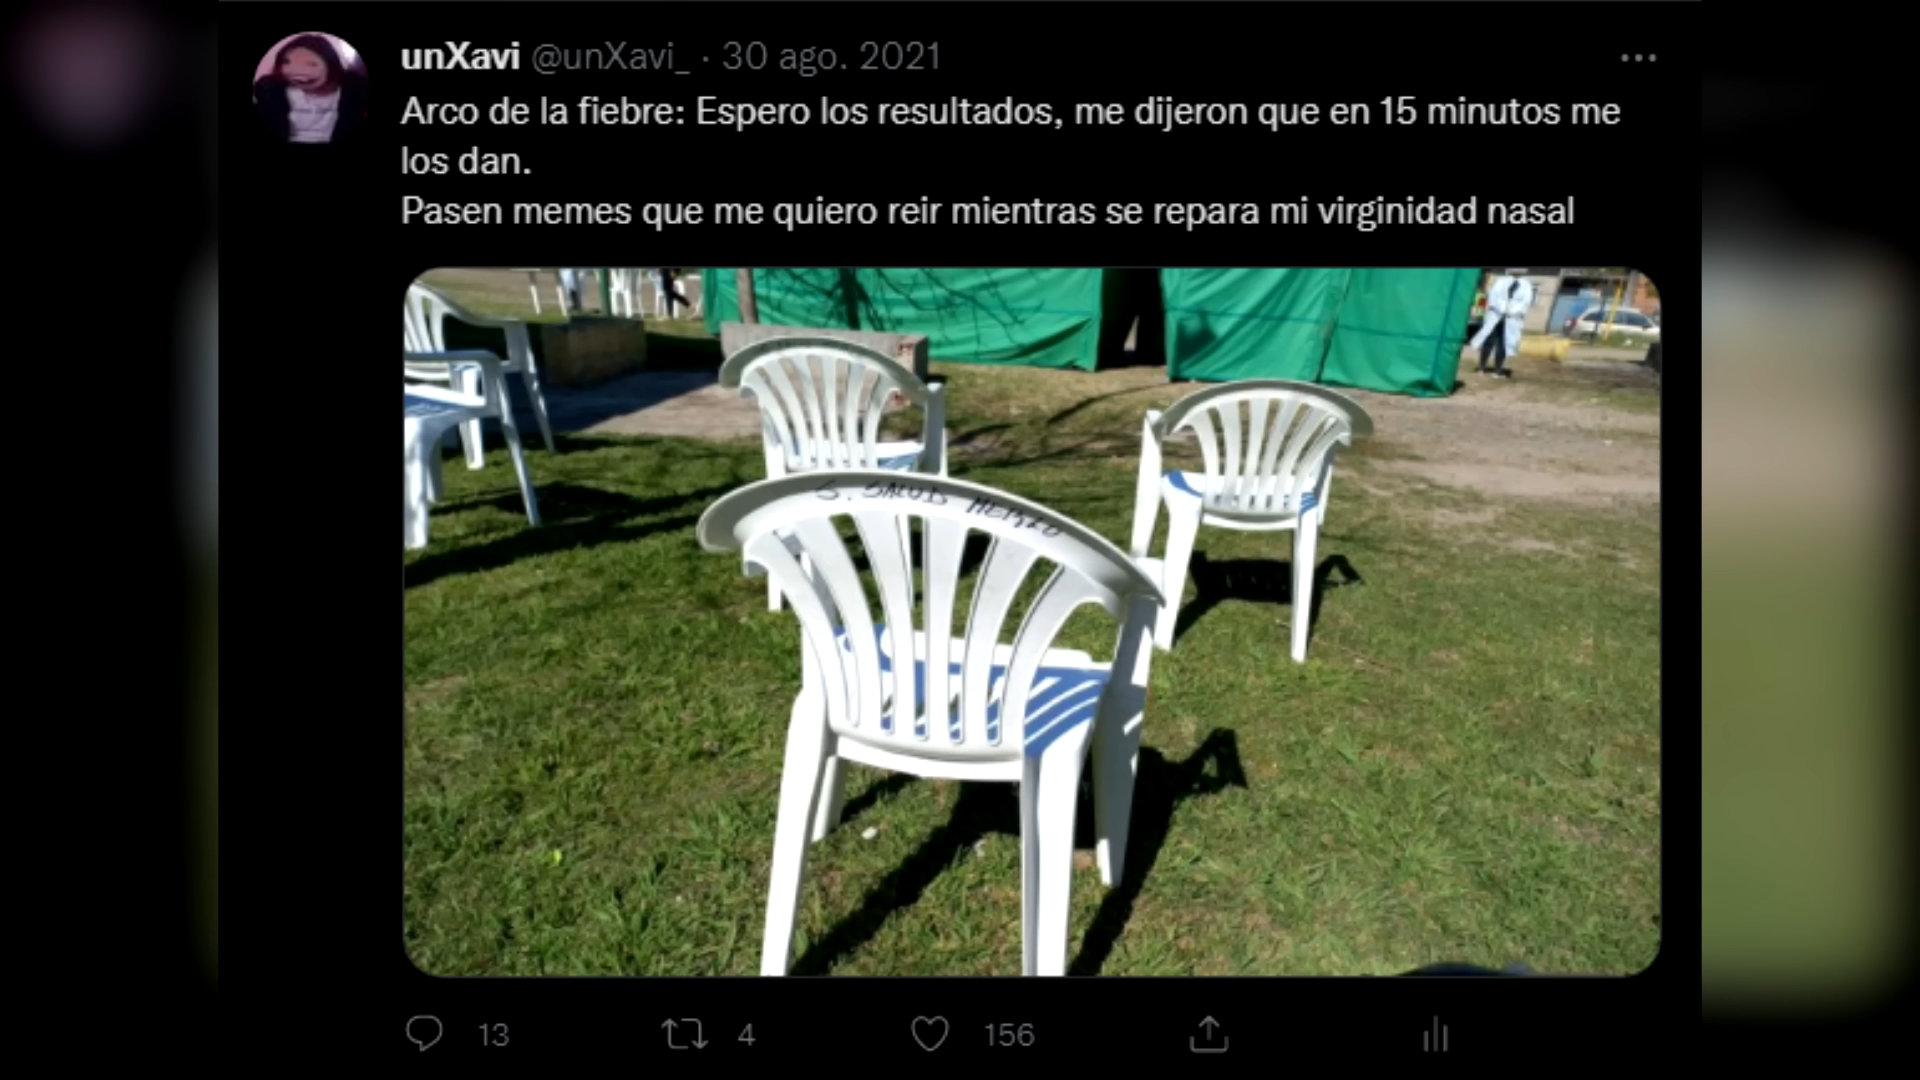 unXavi @unXavi_ · 30 ago. 2021
Arco de la fiebre: Espero los resultados, me dijeron que en 15 minutos me
los dan.
Pasen memes que me quiero reir mientras se repara mi virginidad nasal
S.
13 4 156